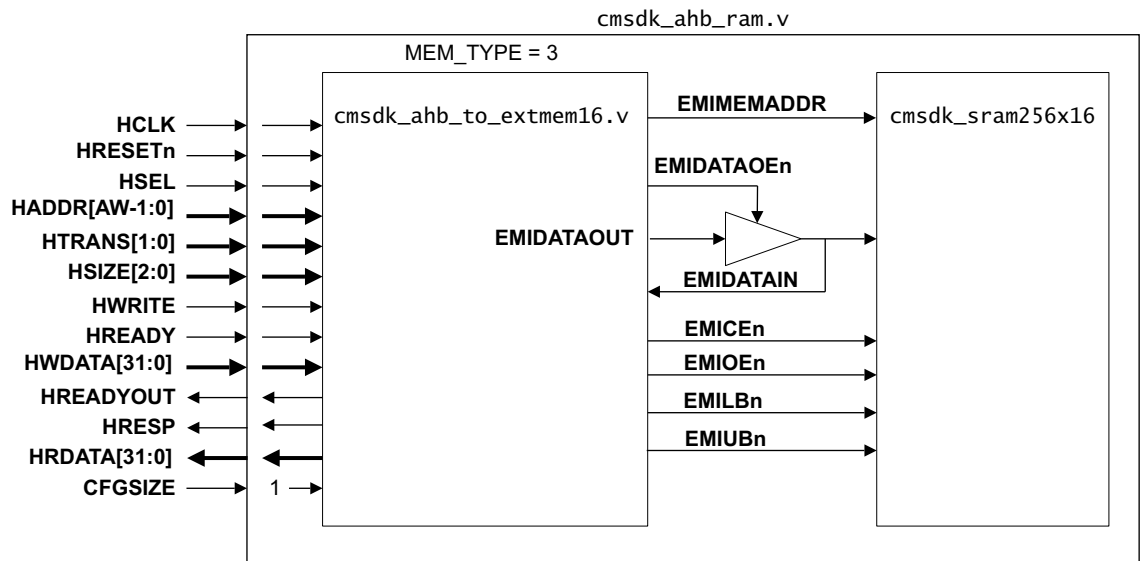 cmsdk_ahb_ram.v
MEM_TYPE = 3
cmsdk_ahb_to_extmem16.v
cmsdk_sram256x16
HCLK
HRESETn
HSEL
HADDR[AW-1:0]
HTRANS[1:0]
HSIZE[2:0]
HWRITE
HREADY
HWDATA[31:0]
HREADYOUT
HRESP
HRDATA[31:0]
CFGSIZE
1
EMIMEMADDR
EMIDATAOEn
EMIDATAOUT
EMIDATAIN
EMICEn
EMIOEn
EMILBn
EMIUBn